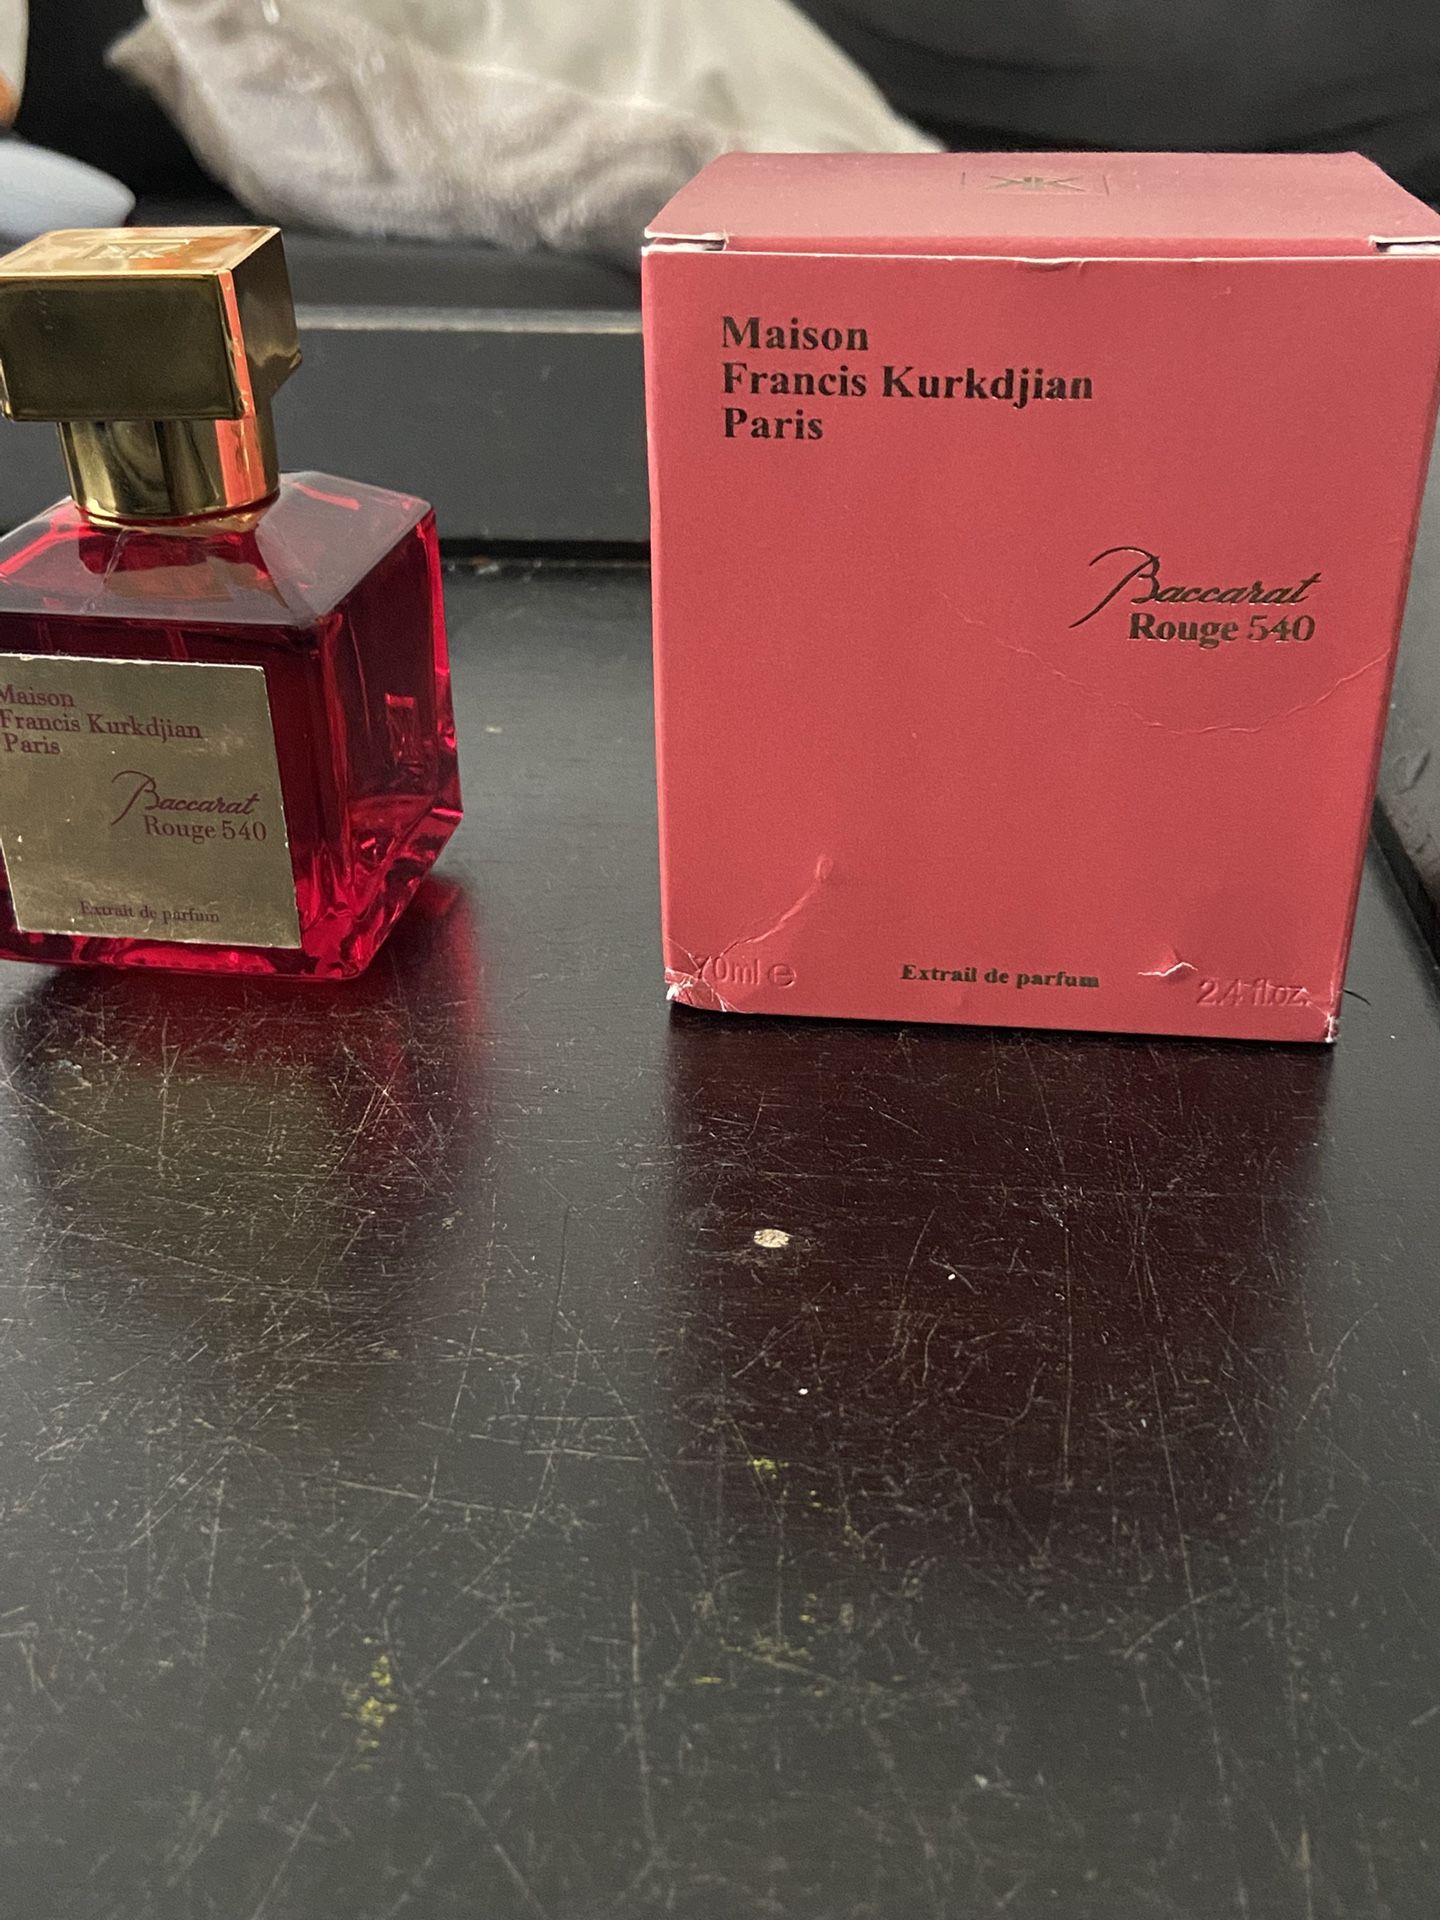 Maison
Francis Kurkdjian
Paris
Baccarat
Rouge 540
Extrait de parfum
Maison
Francis Kurkdjian
Paris
Baccarat
Rouge 540
70ml e
Extrait de parfum
2.4 fl.oz.